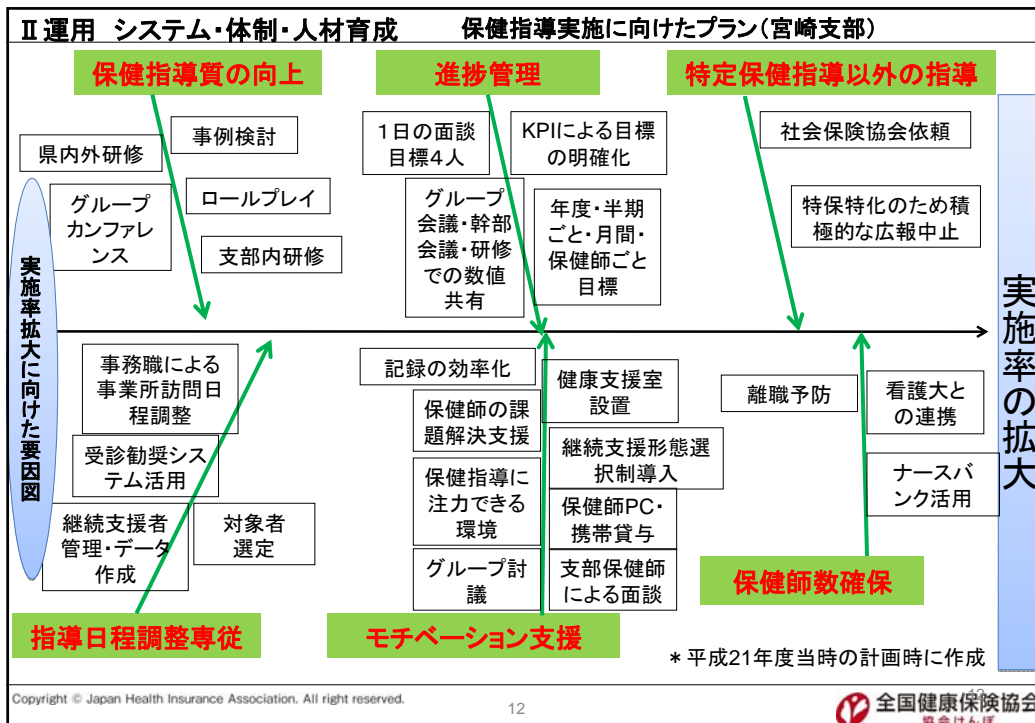 Ⅱ運用 システム・体制・人材育成
保健指導実施に向けたプラン(宮崎支部)
保健指導質の向上
進捗管理
特定保健指導以外の指導
県内外研修
事例検討
グループ
カンファレ
ンス
ロールプレイ
支部内研修
1日の面談
目標4人
KPIによる目標
の明確化
グループ
会議・幹部
会議・研修
での数値
共有
年度・半期
ごと・月間・
保健師ごと
目標
社会保険協会依頼
特保特化のため積
極的な広報中止
実施率拡大に向けた要因図
実施率の拡大
事務職による
事業所訪問日
程調整
受診勧奨シス
テム活用
継続支援者
管理・データ
作成
対象者
選定
記録の効率化
保健師の課
題解決支援
保健指導に
注力できる
環境
グループ討
議
健康支援室
設置
継続支援形態選
択制導入
保健師PC・
携帯貸与
支部保健師
による面談
離職予防
看護大と
の連携
ナースバ
ンク活用
指導日程調整専従
モチベーション支援
保健師数確保
*平成21年度当時の計画時に作成
Copyright © Japan Health Insurance Association. All right reserved.
12
全国健康保険協会
協会けんぽ